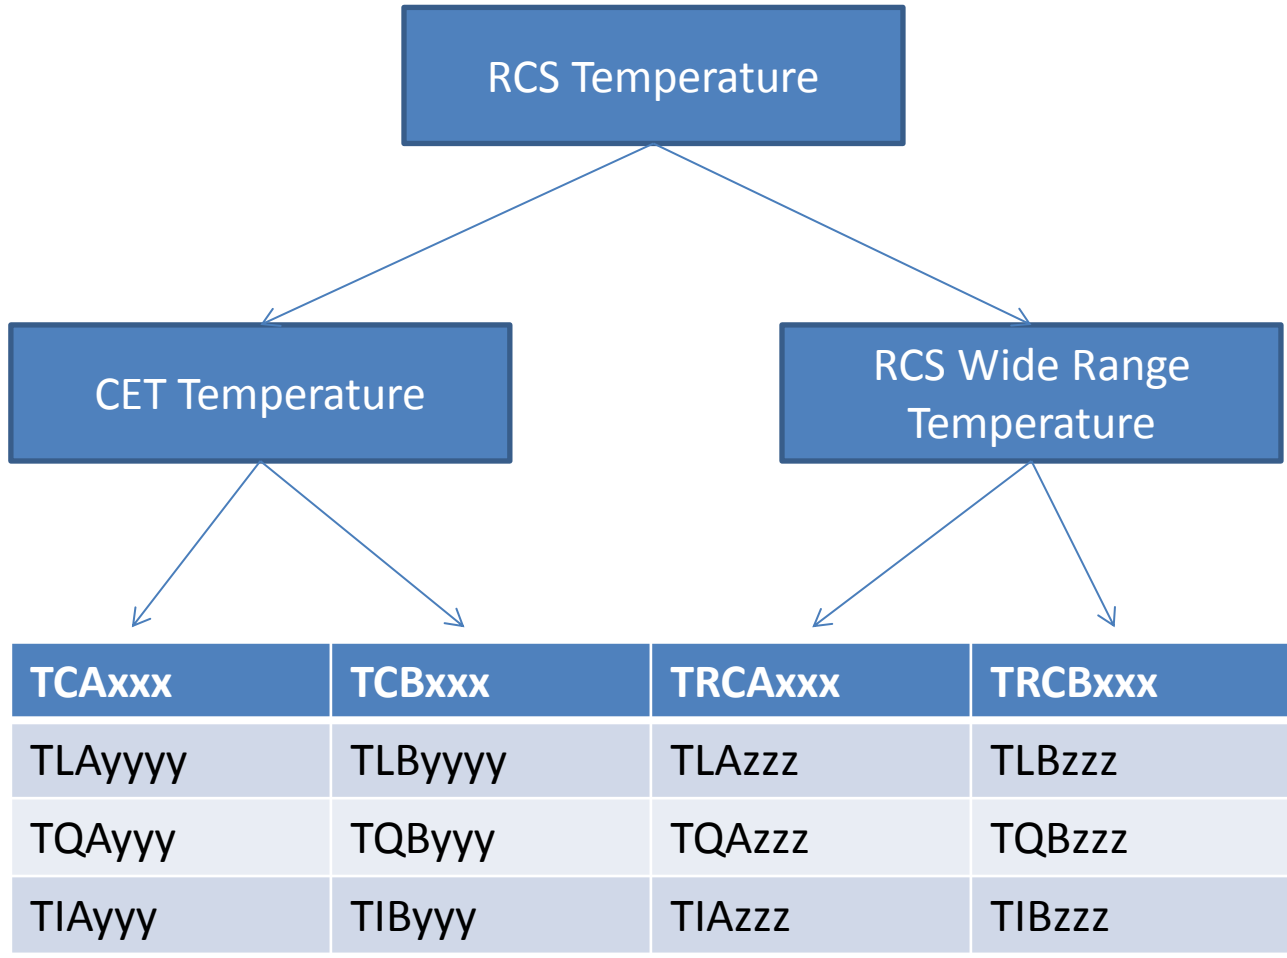 RCS Temperature
CET Temperature
RCS Wide Range
Temperature
TCAxxx TCBxxx TRCAxxx TRCBxxx
TLAyyyy TLByyyy TLAzzz TLBzzz
TQAyyy TQByyy TQAzzz TQBzzz
TIAyyy TIByyy TIAzzz TIBzzz